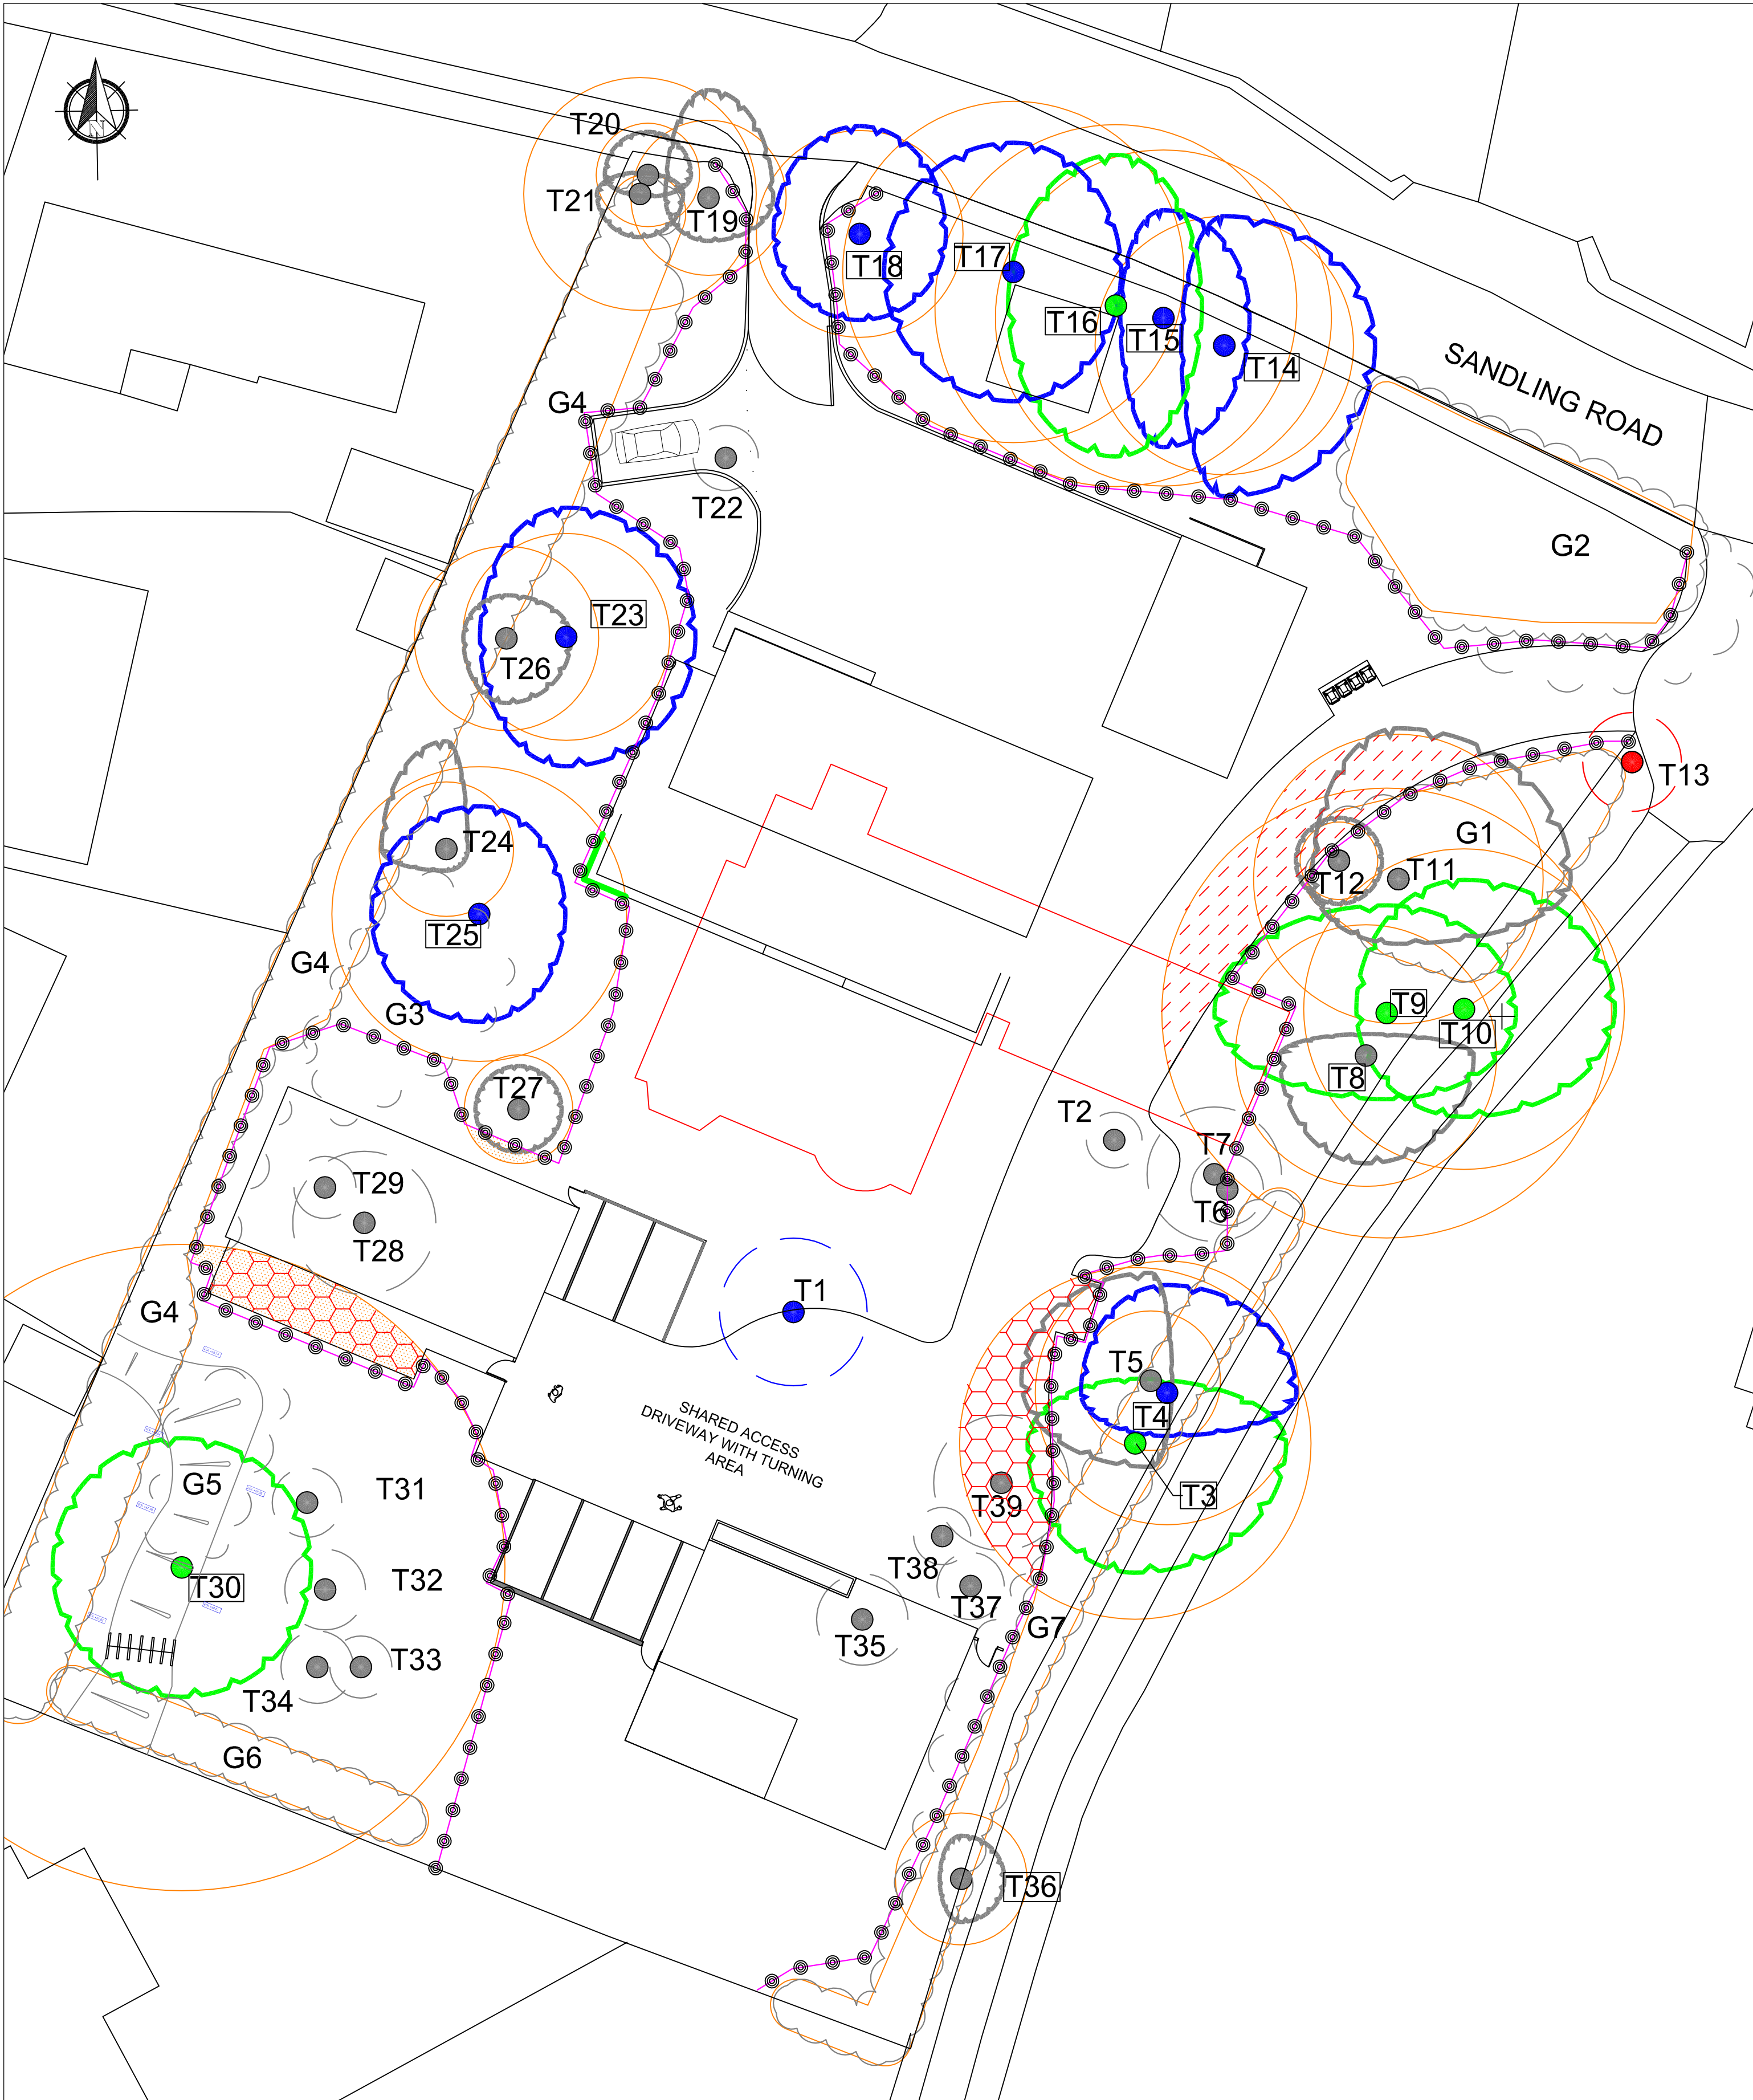 N
T20
T21
T19
T18
T17
T16
T15
T14
SANDLING ROAD
G4
T22
G2
T23
T26
T13
G1
T24
T12
T11
T25
G4
G3
T9
T10
T8
T27
T2
T7
T6
T29
T28
G4
T1
T5
T4
SHARED ACCESS
DRIVEWAY WITH TURNING
AREA
T3
T31
G5
T39
T38
T32
T30
T37
T35
G7
T33
T34
G6
T36